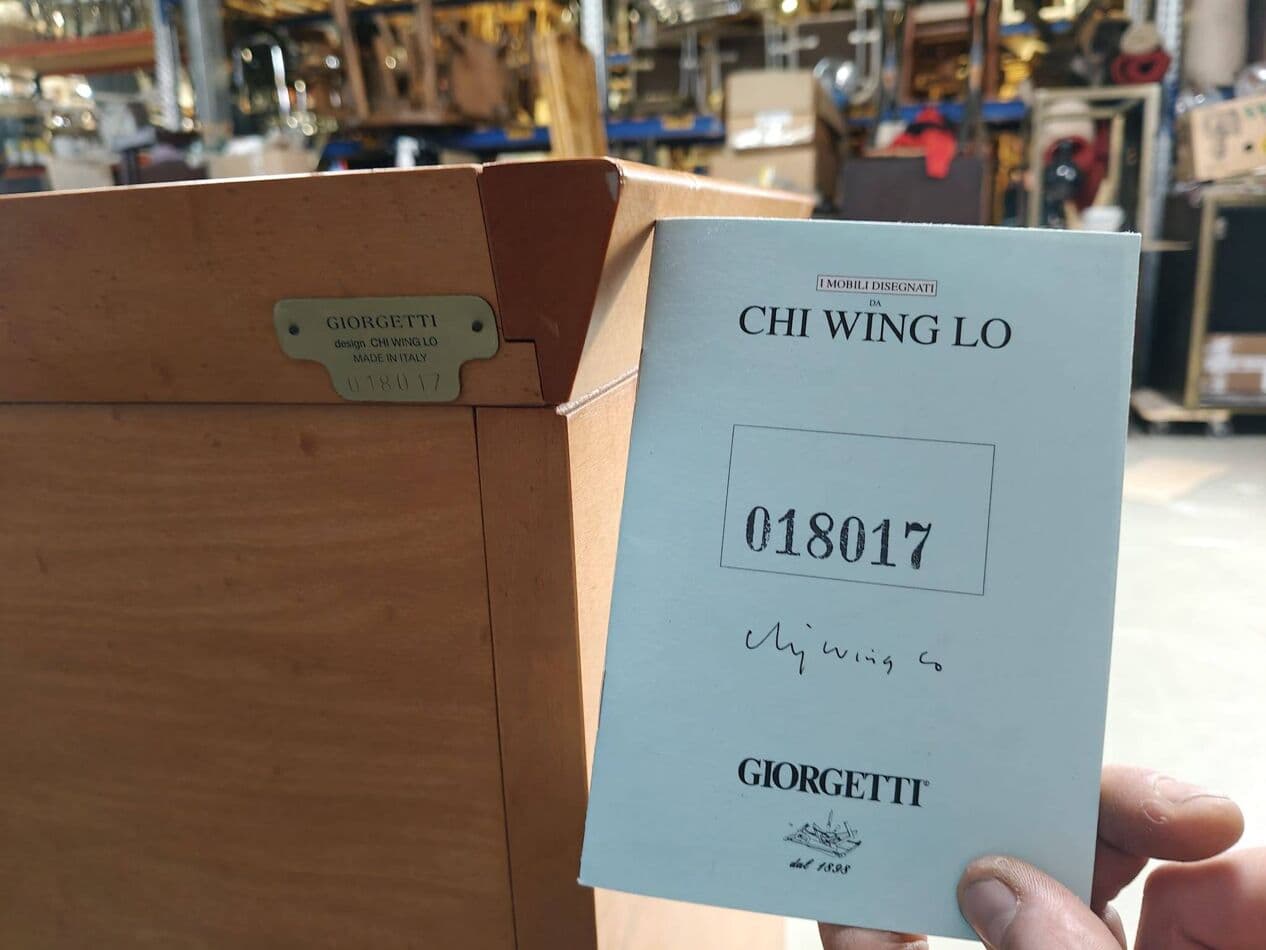 GIORGETTI
design CHI WING LO
MADE IN ITALY
018017
I MOBILI DISEGNATI
DA
CHI WING LO
018017
Chi Wing Lo
GIORGETTI©
dal 1898